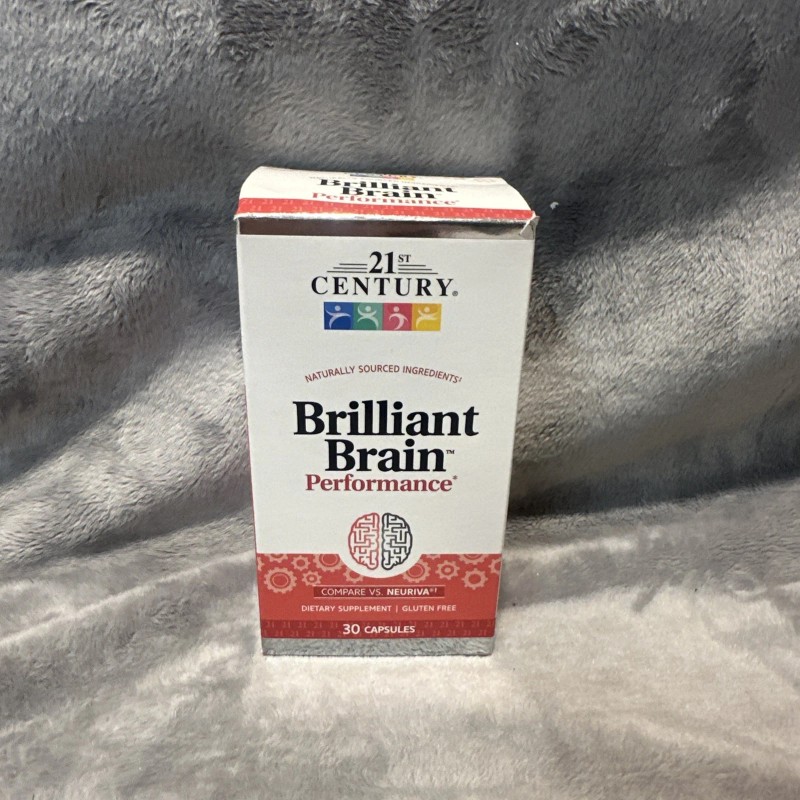 Brilliant
Brain
Performance
21ST
CENTURY®
NATURALLY SOURCED INGREDIENTS‡
Brilliant
Brain™
Performance*
COMPARE VS. NEURIVA®†
DIETARY SUPPLEMENT | GLUTEN FREE
30 CAPSULES